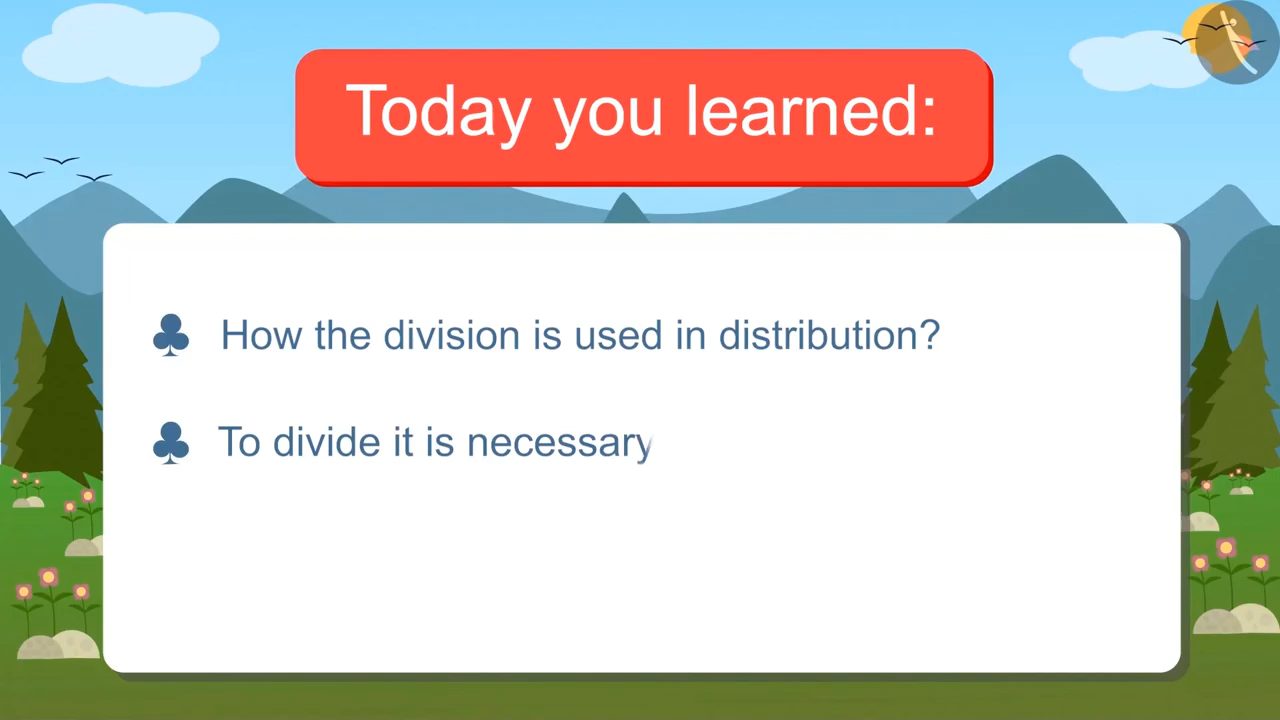 Today you learned:
♣ How the division is used in distribution?
♣ To divide it is necessary